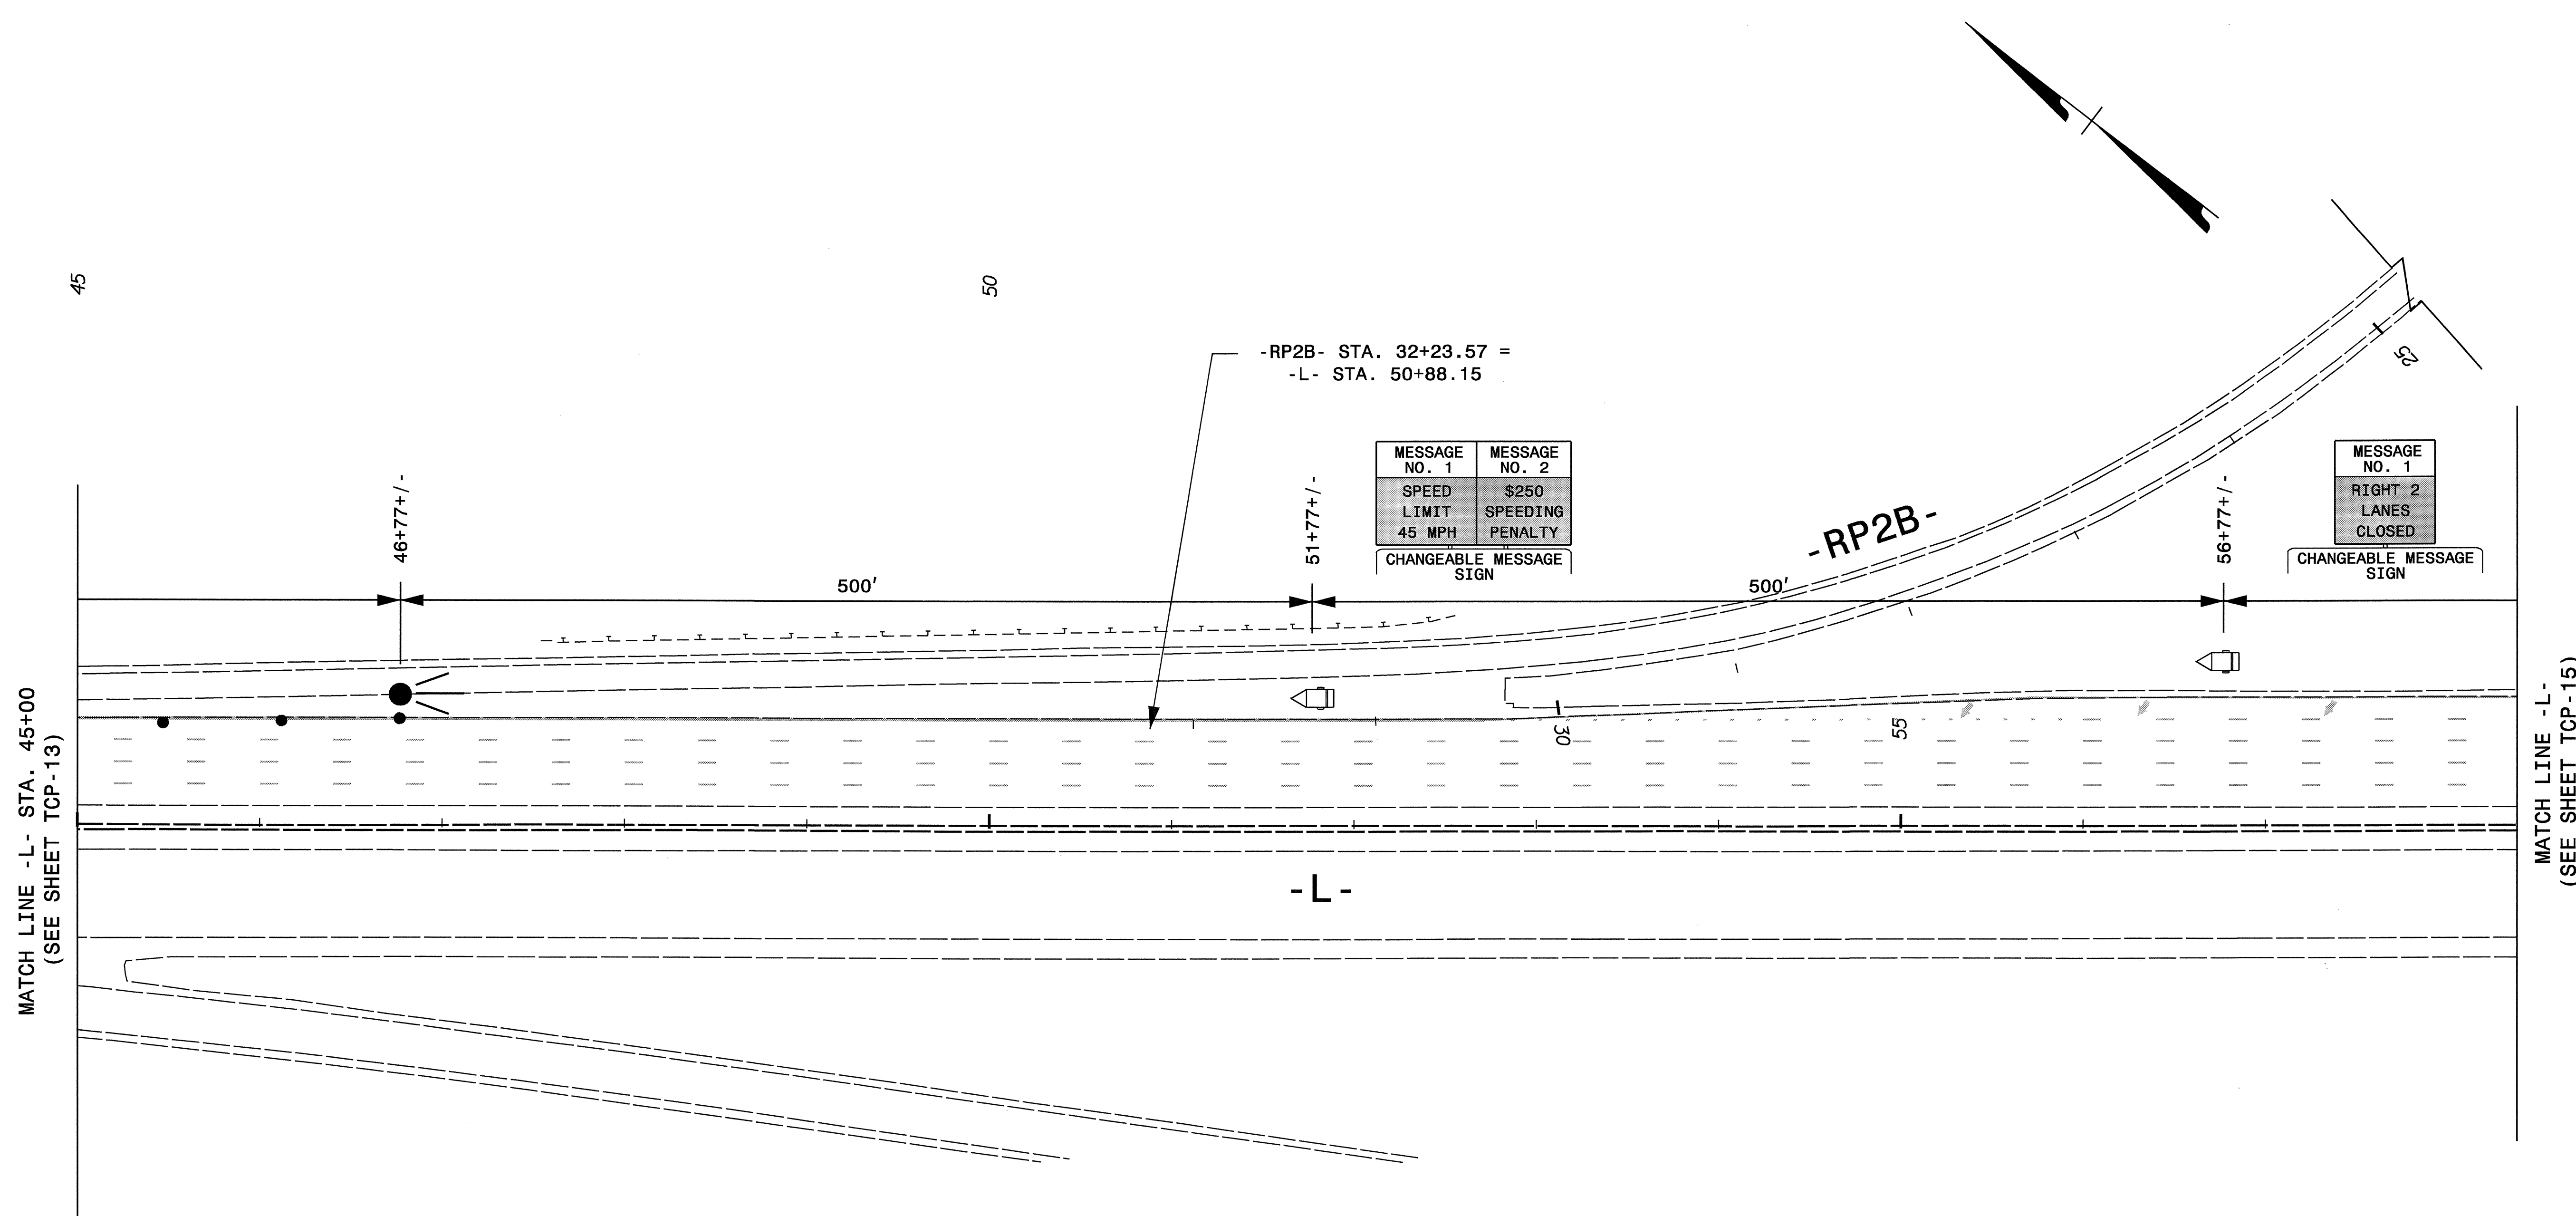 45
50
-RP2B- STA. 32+23.57 =
-L- STA. 50+88.15
25
MESSAGE NO. 1
MESSAGE NO. 2
SPEED
LIMIT
45 MPH
$250
SPEEDING
PENALTY
CHANGEABLE MESSAGE
SIGN
MESSAGE
NO. 1
RIGHT 2
LANES
CLOSED
CHANGEABLE MESSAGE
SIGN
46+77+/-
51+77+/-
56+77+/-
-RP2B-
500'
500'
30
55
-L-
MATCH LINE -L- STA. 45+00
(SEE SHEET TCP-13)
MATCH LINE -L-
(SEE SHEET TCP-15)